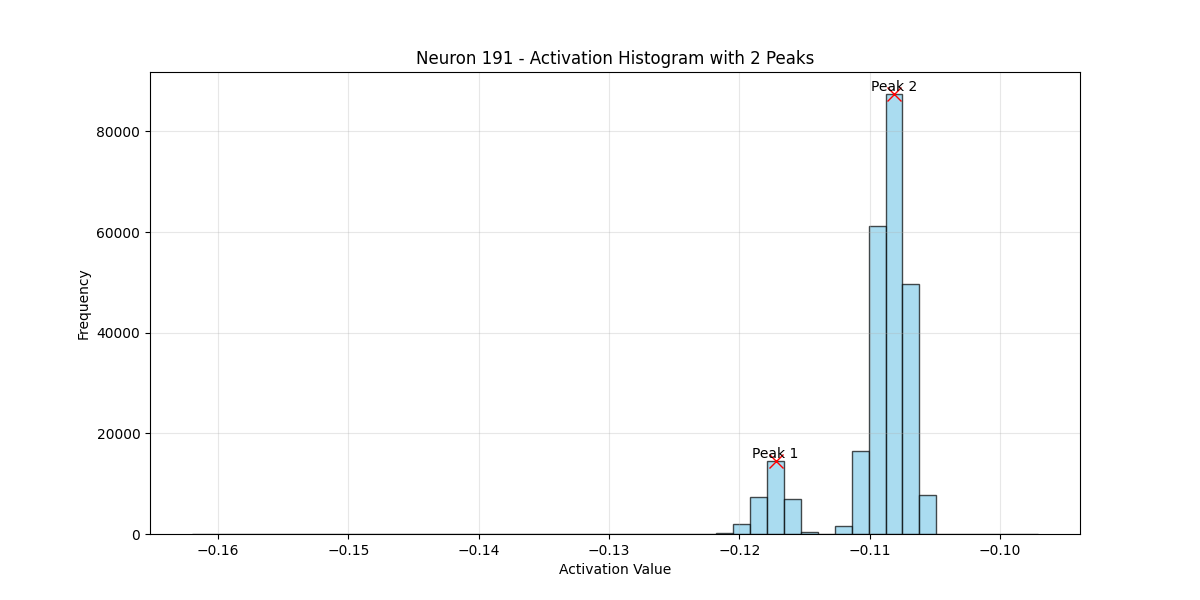 Neuron 191 - Activation Histogram with 2 Peaks
Peak 2
Peak 1
80000
60000
40000
20000
0
Frequency
−0.16
−0.15
−0.14
−0.13
−0.12
−0.11
−0.10
Activation Value